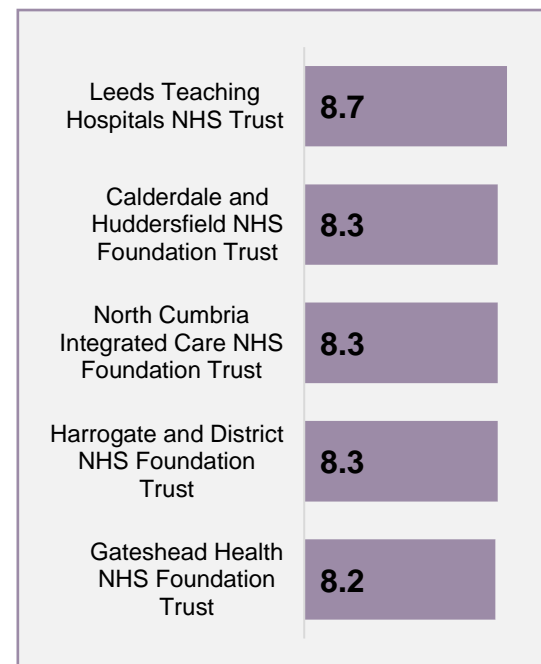 Leeds Teaching
Hospitals NHS Trust
8.7
Calderdale and
Huddersfield NHS
Foundation Trust
8.3
North Cumbria
Integrated Care NHS
Foundation Trust
8.3
Harrogate and District
NHS Foundation
Trust
8.3
Gateshead Health
NHS Foundation
Trust
8.2